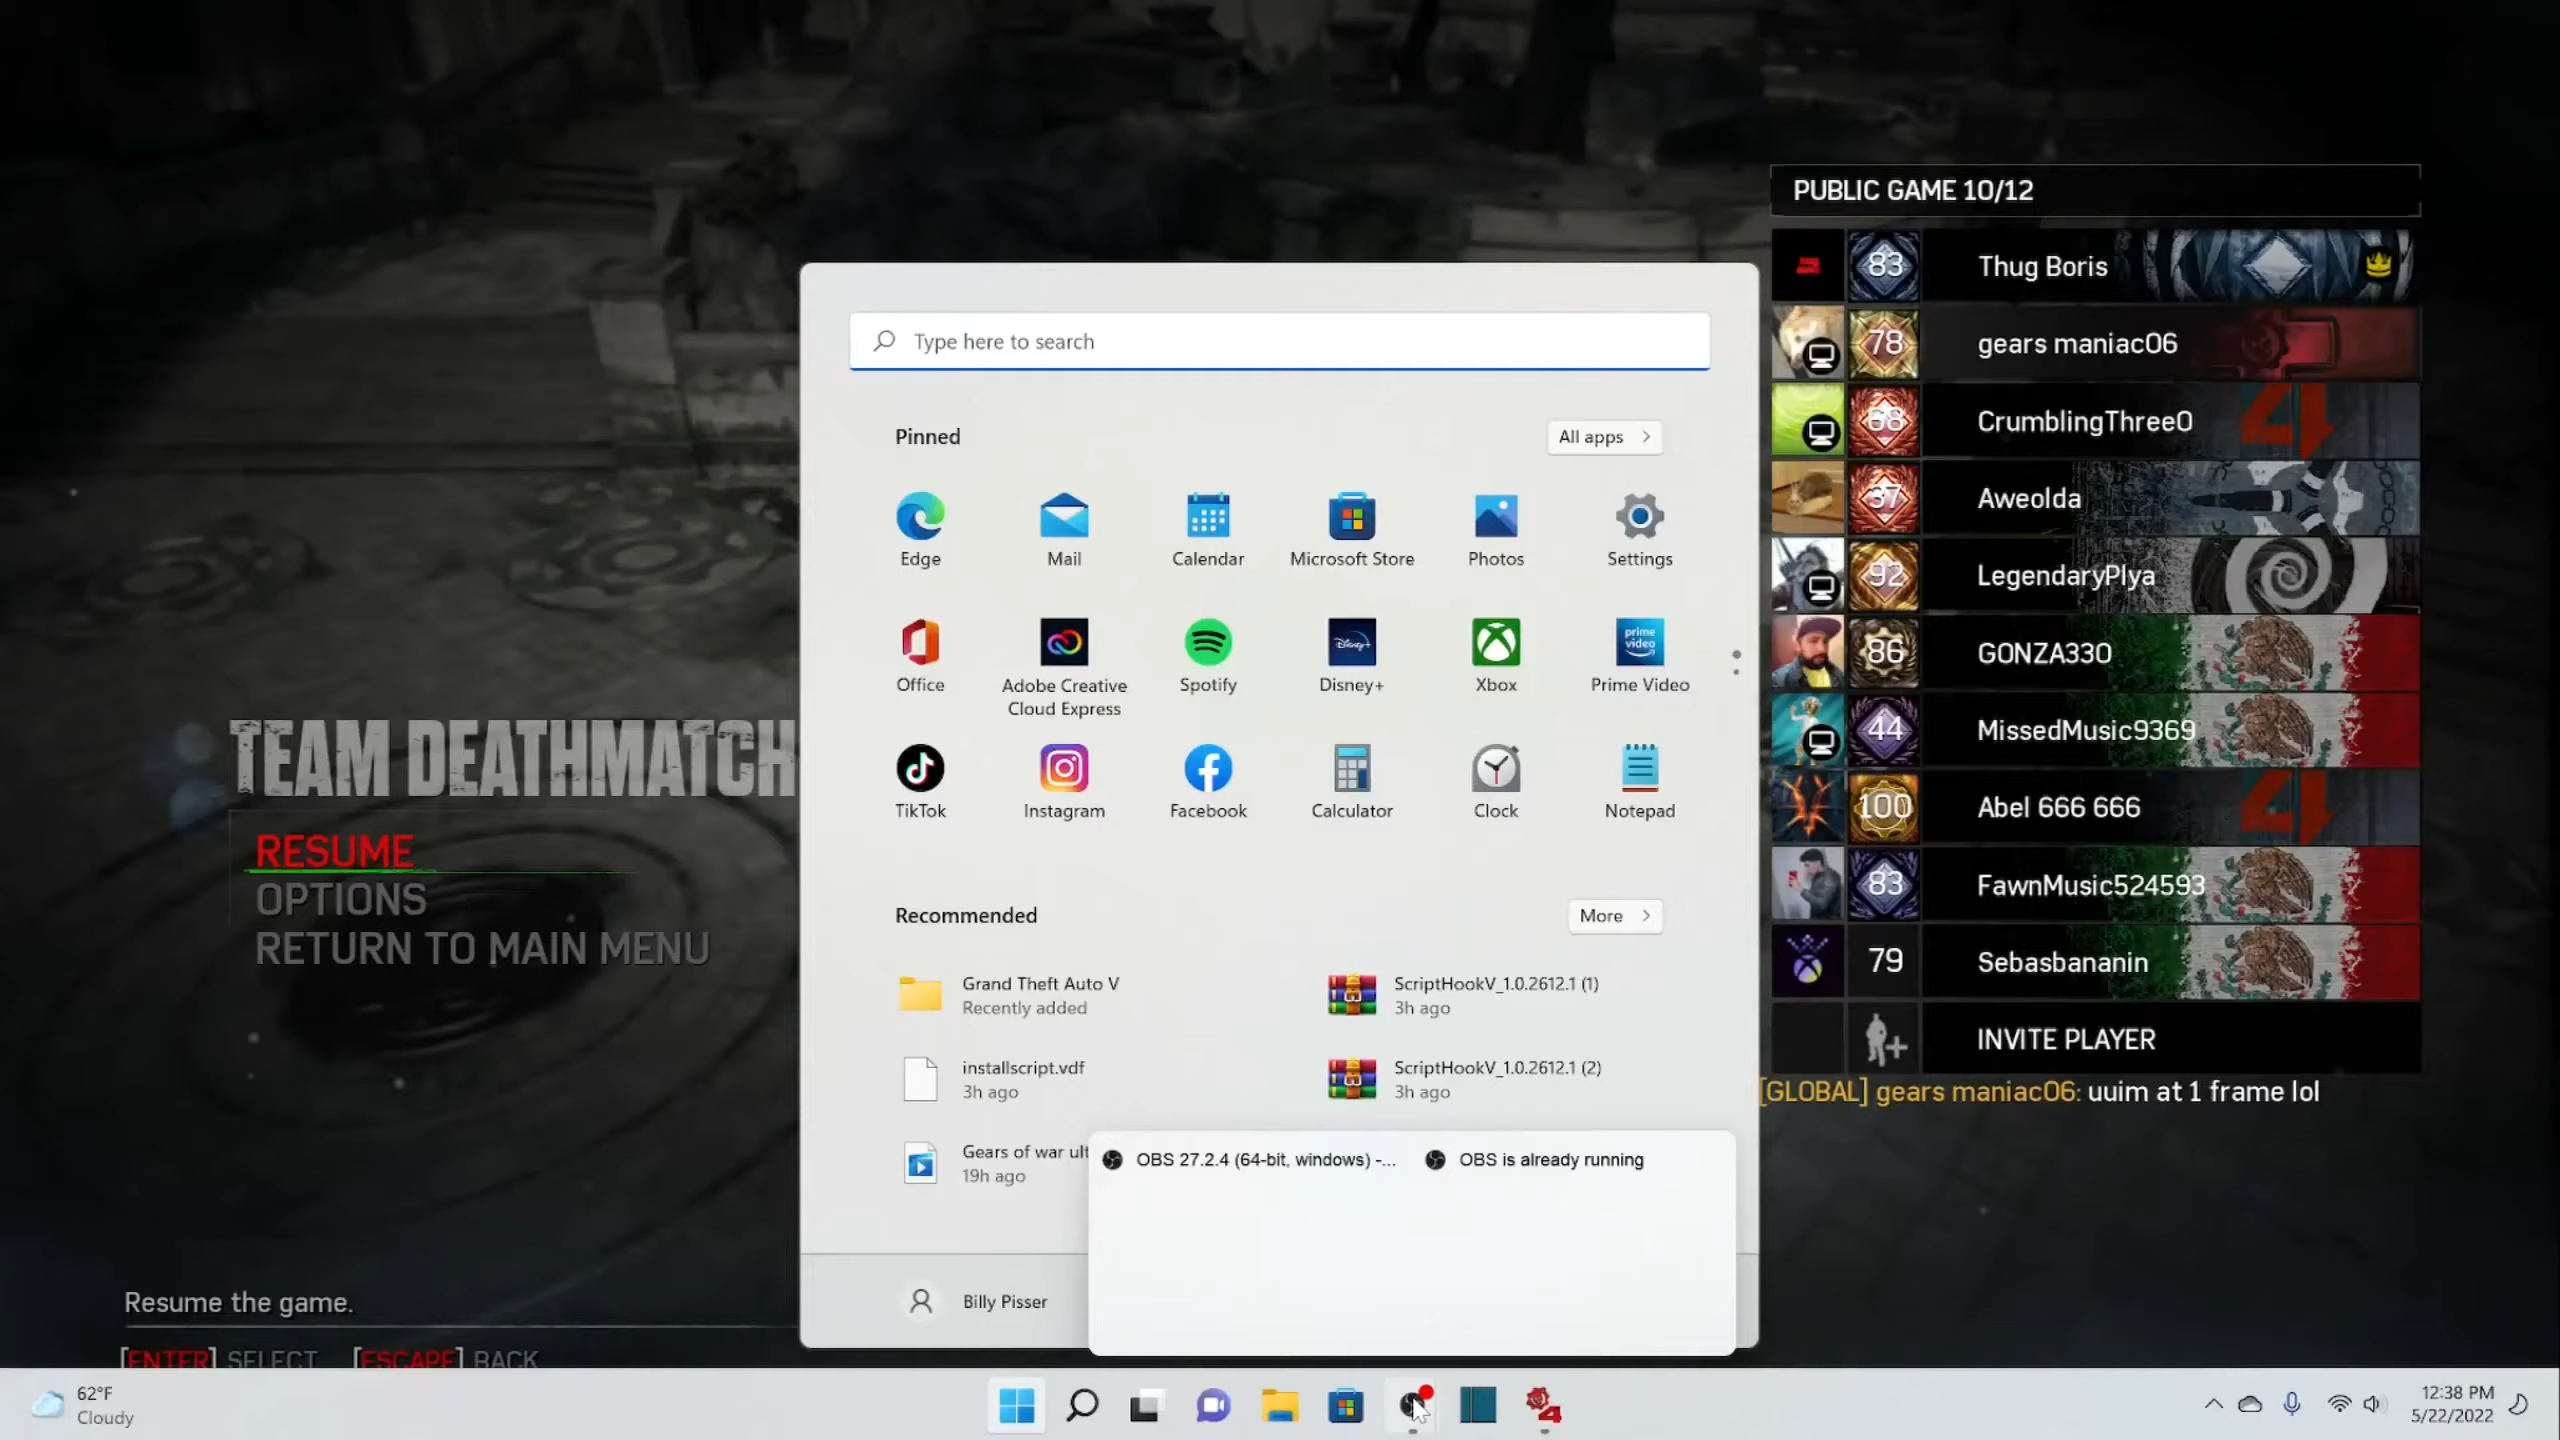 PUBLIC GAME 10/12
83 Thug Boris
78 gears maniac06
68 CrumblingThree0
37 Aweolda
92 LegendaryPlya
86 GONZA330
44 MissedMusic9369
100 Abel 666 666
83 FawnMusic524593
79 Sebasbananin
INVITE PLAYER
[GLOBAL] gears maniac06: uuim at 1 frame lol
TEAM DEATHMATCH
RESUME
OPTIONS
RETURN TO MAIN MENU
Resume the game.
[ENTER] SELECT [ESCAPE] BACK
Type here to search
Pinned
All apps
Edge
Mail
Calendar
Microsoft Store
Photos
Settings
Office
Adobe Creative
Cloud Express
Spotify
Disney+
Disney+
Xbox
prime
video
Prime Video
TikTok
Instagram
Facebook
Calculator
Clock
Notepad
Recommended
More
Grand Theft Auto V
Recently added
ScriptHookV_1.0.2612.1 (1)
3h ago
installscript.vdf
3h ago
ScriptHookV_1.0.2612.1 (2)
3h ago
Gears of war ult
19h ago
OBS 27.2.4 (64-bit, windows) -...
OBS is already running
Billy Pisser
62°F
Cloudy
4
12:38 PM
5/22/2022